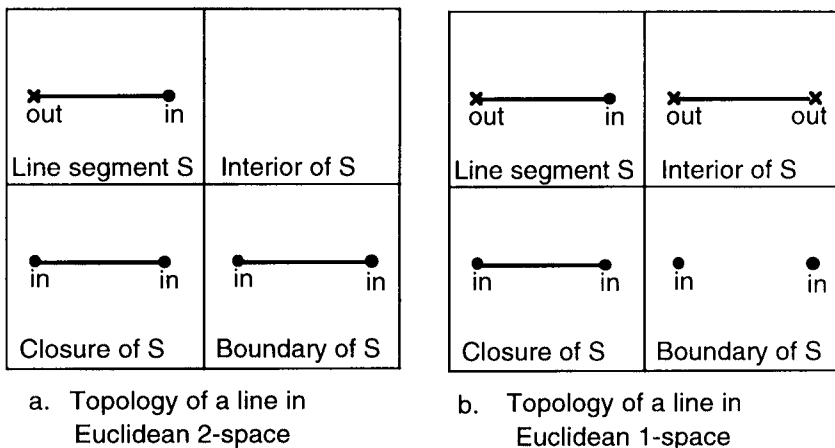 out in
Line segment S
Interior of S
in in
Closure of S
in in
Boundary of S
a. Topology of a line in
Euclidean 2-space
out in
Line segment S
out out
Interior of S
in in
Closure of S
in in
Boundary of S
b. Topology of a line in
Euclidean 1-space